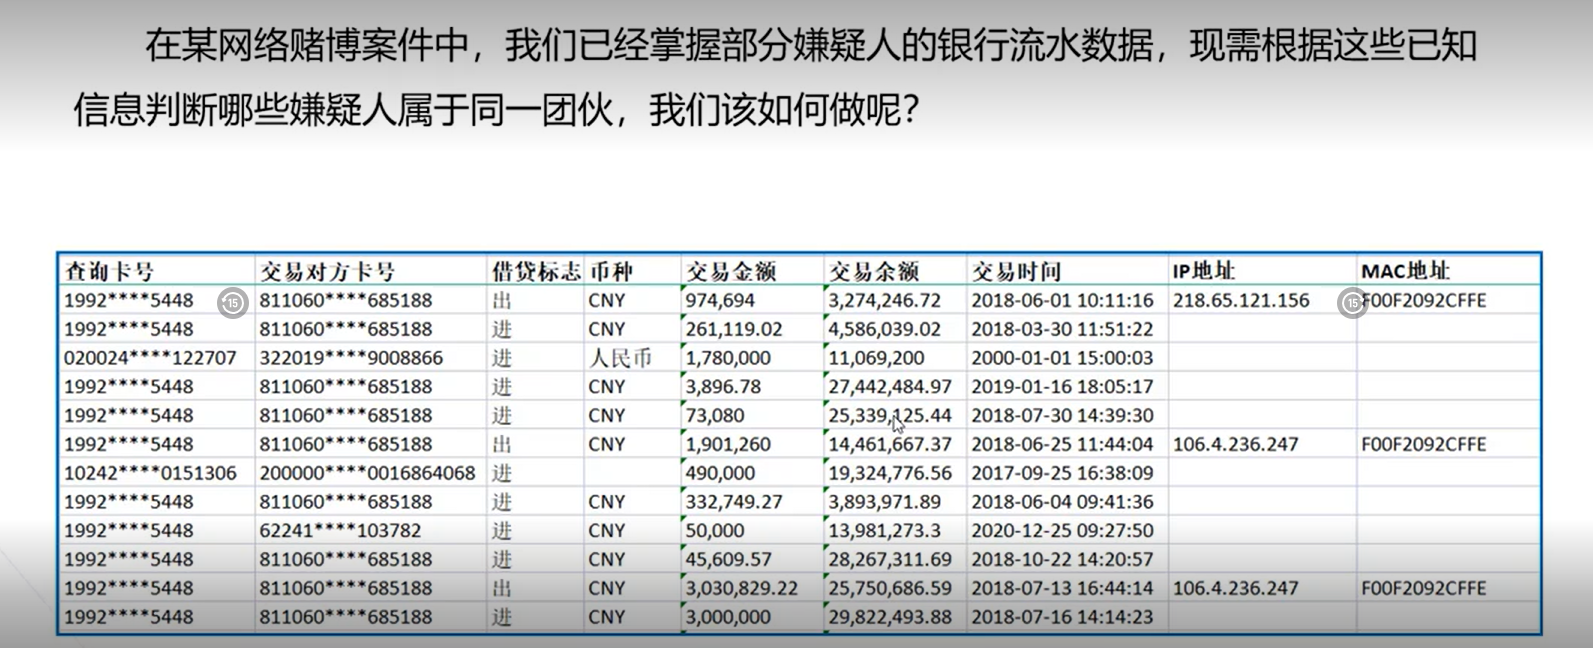 在某网络赌博案件中，我们已经掌握部分嫌疑人的银行流水数据，现需根据这些已知
信息判断哪些嫌疑人属于同一团伙，我们该如何做呢？
查询卡号 交易对方卡号 借贷标志 币种 交易金额 交易余额 交易时间 IP地址 MAC地址
1992****5448 15 811060****685188 出 CNY 974,694 3,274,246.72 2018-06-01 10:11:16 218.65.121.156 15 F00F2092CFFE
1992****5448 811060****685188 进 CNY 261,119.02 4,586,039.02 2018-03-30 11:51:22
020024****122707 322019****9008866 进 人民币 1,780,000 11,069,200 2000-01-01 15:00:03
1992****5448 811060****685188 进 CNY 3,896.78 27,442,484.97 2019-01-16 18:05:17
1992****5448 811060****685188 进 CNY 73,080 25,339,125.44 2018-07-30 14:39:30
1992****5448 811060****685188 出 CNY 1,901,260 14,461,667.37 2018-06-25 11:44:04 106.4.236.247 F00F2092CFFE
10242****0151306 200000****0016864068 进 490,000 19,324,776.56 2017-09-25 16:38:09
1992****5448 811060****685188 进 CNY 332,749.27 3,893,971.89 2018-06-04 09:41:36
1992****5448 62241****103782 进 CNY 50,000 13,981,273.3 2020-12-25 09:27:50
1992****5448 811060****685188 进 CNY 45,609.57 28,267,311.69 2018-10-22 14:20:57
1992****5448 811060****685188 出 CNY 3,030,829.22 25,750,686.59 2018-07-13 16:44:14 106.4.236.247 F00F2092CFFE
1992****5448 811060****685188 进 CNY 3,000,000 29,822,493.88 2018-07-16 14:14:23